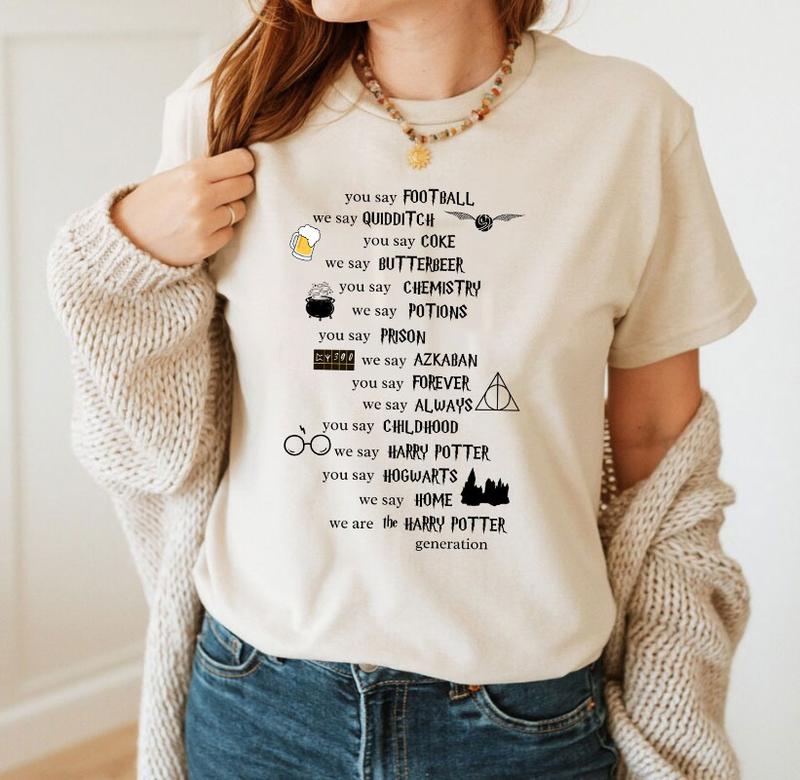 you say FOOTBALL
we say QUIDDITCH
you say COKE
we say BUTTERBEER
you say CHEMISTRY
we say POTIONS
you say PRISON
we say AZKABAN
you say FOREVER
we say ALWAYS
you say CHILDHOOD
we say HARRY POTTER
you say HOGWARTS
we say HOME
we are the HARRY POTTER
generation